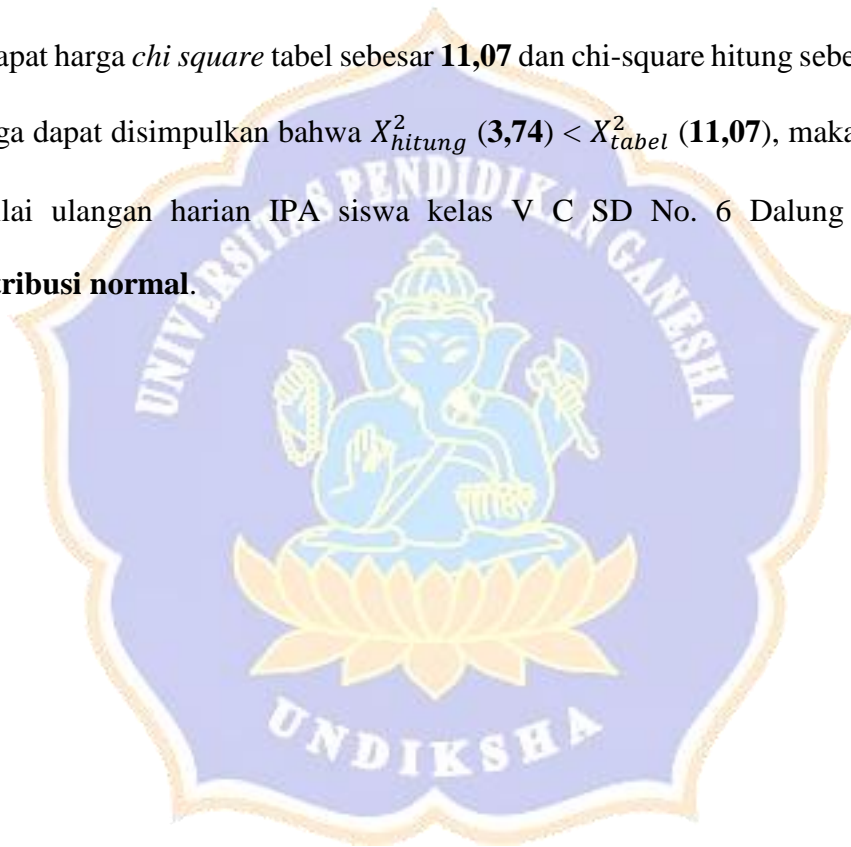 apat harga chi square tabel sebesar 11,07 dan chi-square hitung sebe
ga dapat disimpulkan bahwa X²hitung (3,74) < X²tabel (11,07), maka
lai ulangan harian IPA siswa kelas V C SD No. 6 Dalung
tribusi normal.
UNIVERSITAS PENDIDIKAN GANESHA
UNDIKSHA